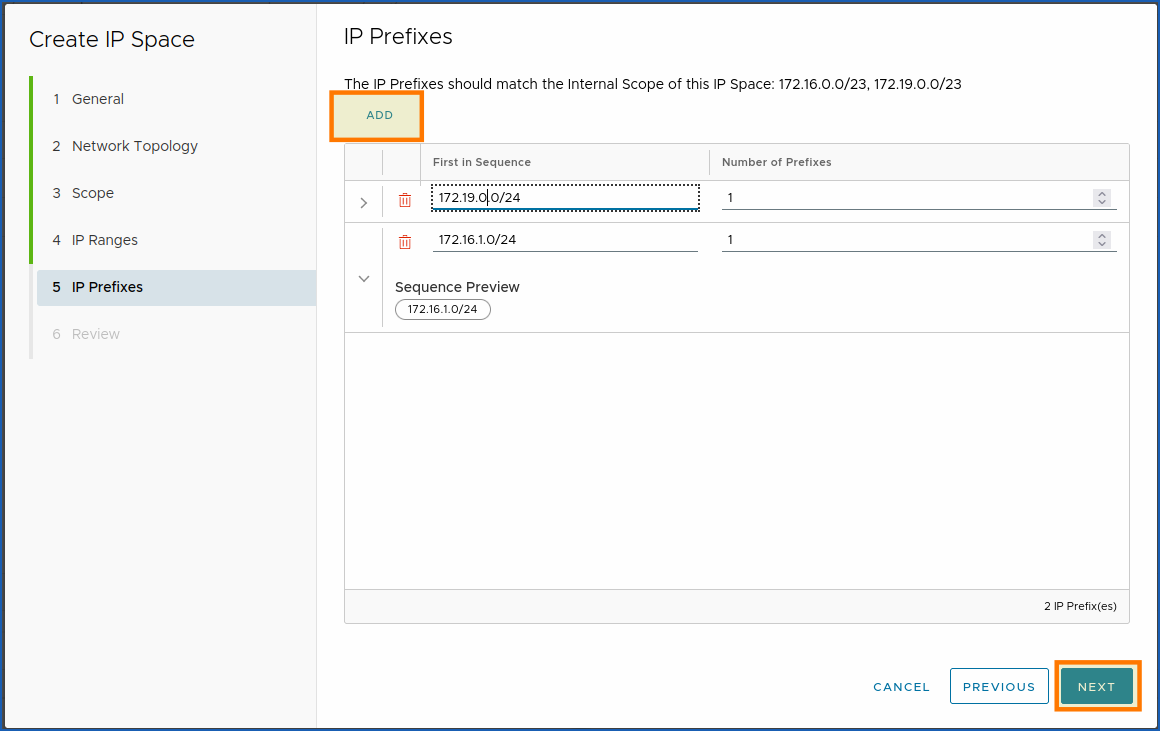 Create IP Space
1 General
2 Network Topology
3 Scope
4 IP Ranges
5 IP Prefixes
6 Review
IP Prefixes
The IP Prefixes should match the Internal Scope of this IP Space: 172.16.0.0/23, 172.19.0.0/23
ADD
First in Sequence Number of Prefixes
172.19.0.0/24 1
172.16.1.0/24 1
Sequence Preview
172.16.1.0/24
2 IP Prefix(es)
CANCEL PREVIOUS NEXT